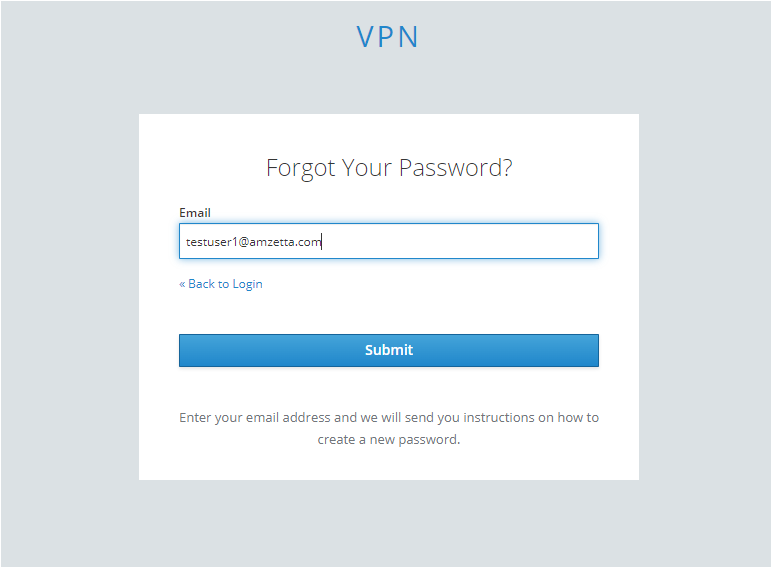 VPN
Forgot Your Password?
Email
testuser1@amzetta.com
« Back to Login
Submit
Enter your email address and we will send you instructions on how to
create a new password.